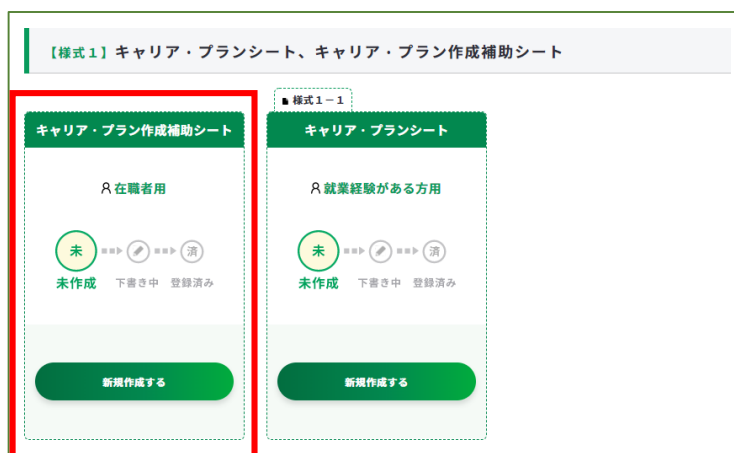 【様式1】キャリア・プランシート、キャリア・プラン作成補助シート
キャリア・プラン作成補助シート
在職者用
未 済
未作成 下書き中 登録済み
新規作成する
様式1－1
キャリア・プランシート
就業経験がある方用
未 済
未作成 下書き中 登録済み
新規作成する